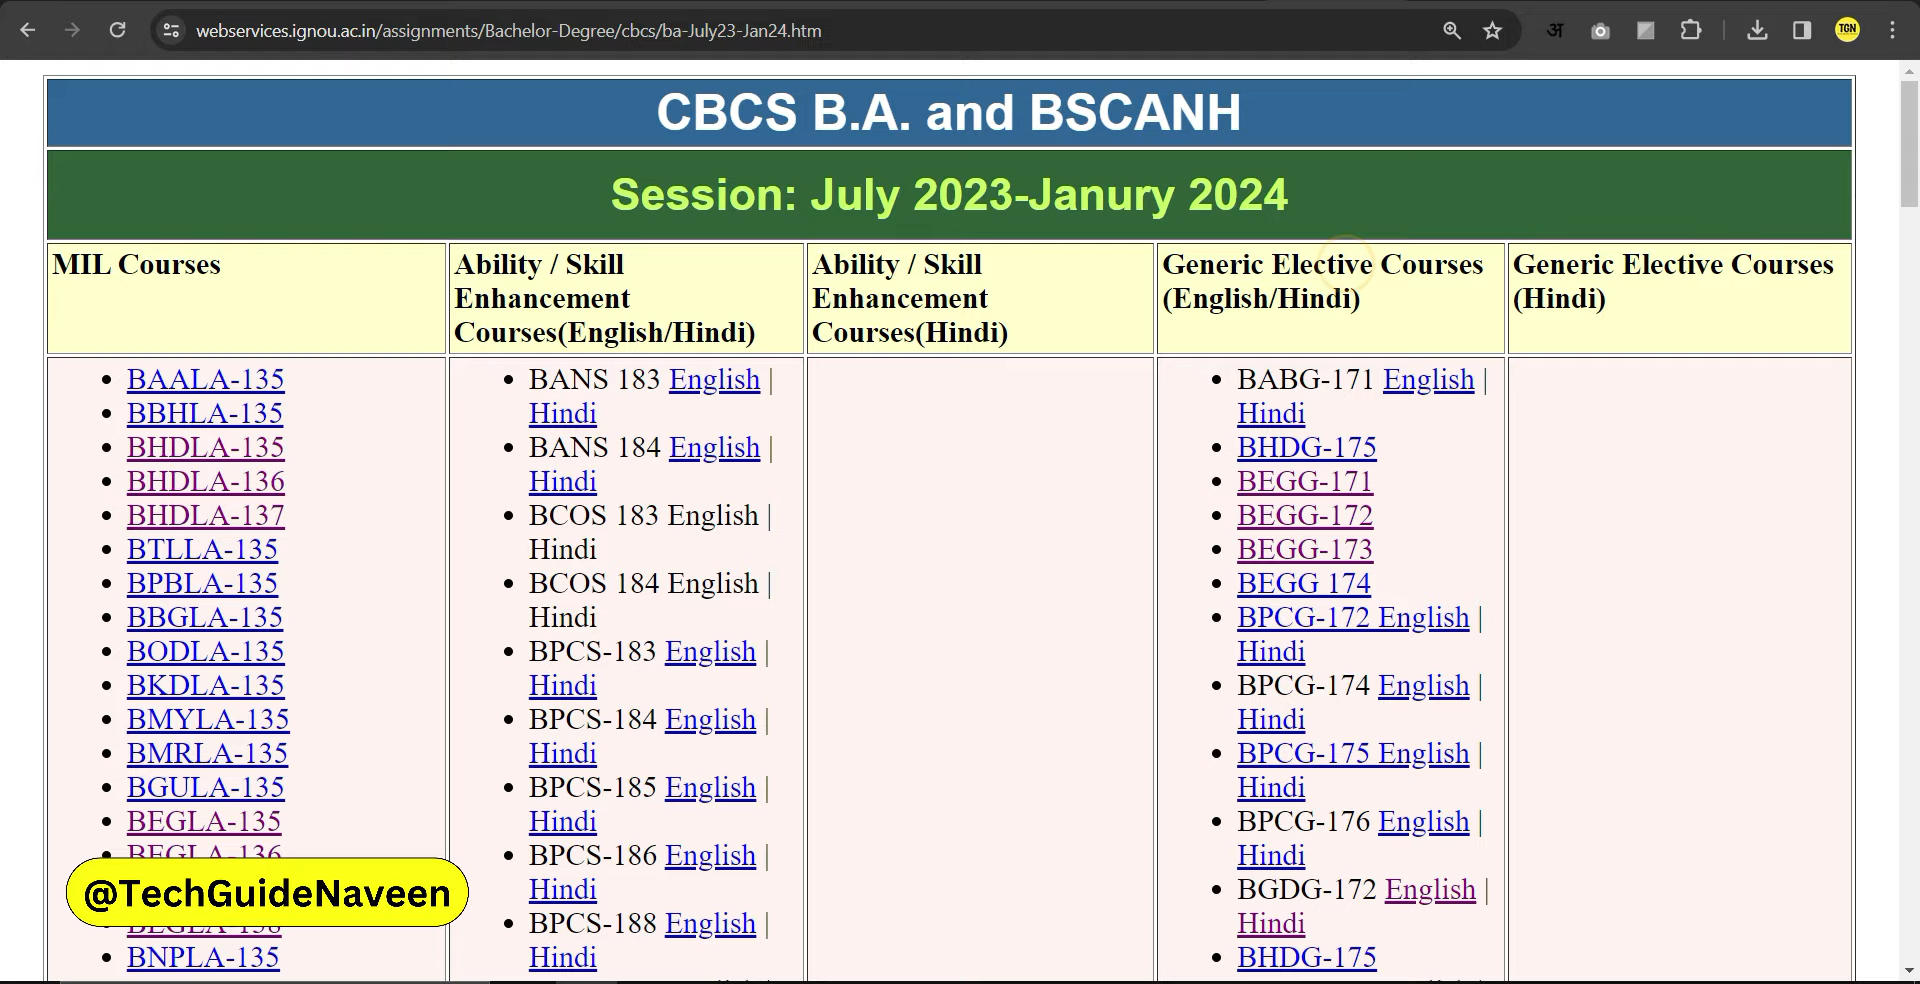 webservices.ignou.ac.in/assignments/Bachelor-Degree/cbcs/ba-July23-Jan24.htm
अ
TGN
CBCS B.A. and BSCANH
Session: July 2023-Janury 2024
MIL Courses
Ability / Skill
Enhancement
Courses(English/Hindi)
Ability / Skill
Enhancement
Courses(Hindi)
Generic Elective Courses
(English/Hindi)
Generic Elective Courses
(Hindi)
BAALA-135
BBHLA-135
BHDLA-135
BHDLA-136
BHDLA-137
BTLLA-135
BPBLA-135
BBGLA-135
BODLA-135
BKDLA-135
BMYLA-135
BMRLA-135
BGULA-135
BEGLA-135
BEGLA-136
@TechGuideNaveen
BNPLA-135
BANS 183 English |
Hindi
BANS 184 English |
Hindi
BCOS 183 English |
Hindi
BCOS 184 English |
Hindi
BPCS-183 English |
Hindi
BPCS-184 English |
Hindi
BPCS-185 English |
Hindi
BPCS-186 English |
Hindi
BPCS-188 English |
Hindi
BABG-171 English |
Hindi
BHDG-175
BEGG-171
BEGG-172
BEGG-173
BEGG 174
BPCG-172 English |
Hindi
BPCG-174 English |
Hindi
BPCG-175 English |
Hindi
BPCG-176 English |
Hindi
BGDG-172 English |
Hindi
BHDG-175